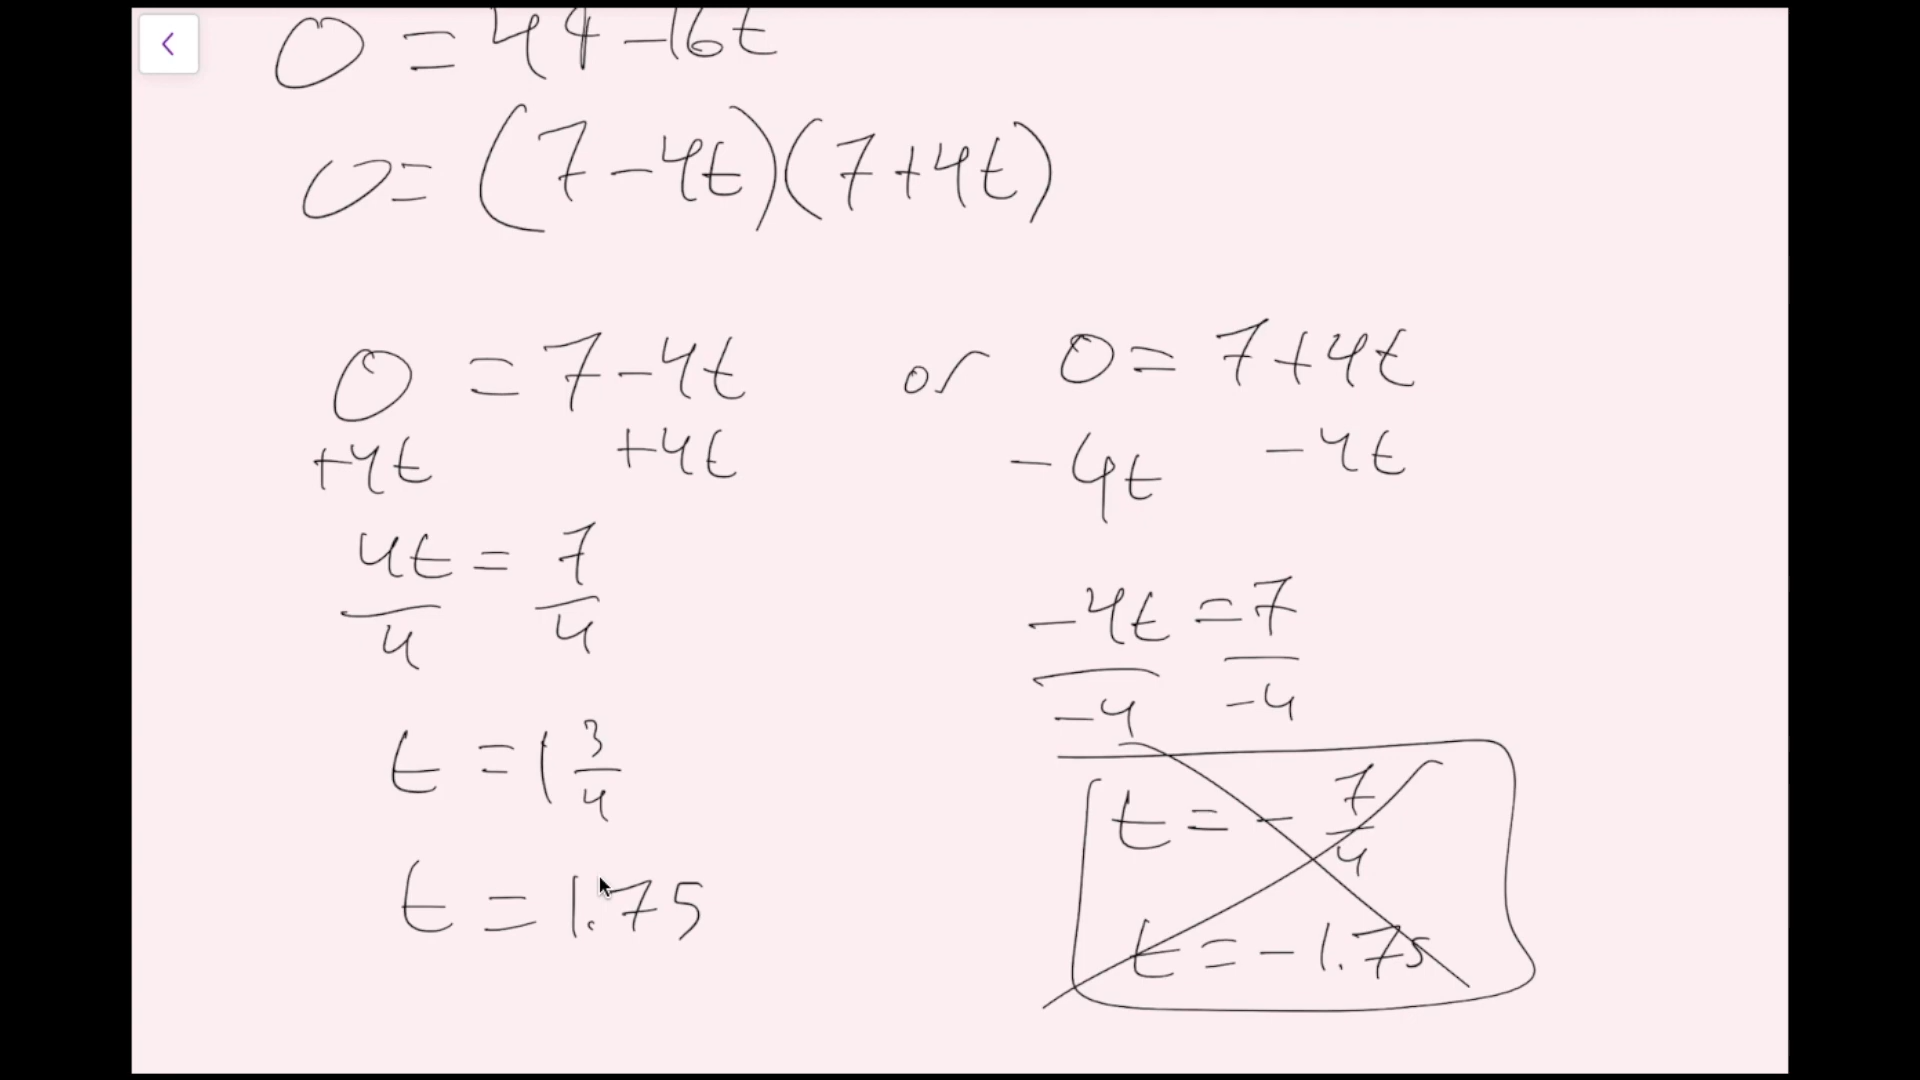 0 = 49 - 16t
0 = (7 - 4t)(7 + 4t)
0 = 7 - 4t or 0 = 7 + 4t
+4t +4t -4t -4t
4t = 7
4 4
t = 1 3/4
t = 1.75
-4t = 7
-4 -4
t = - 7/4
t = -1.75